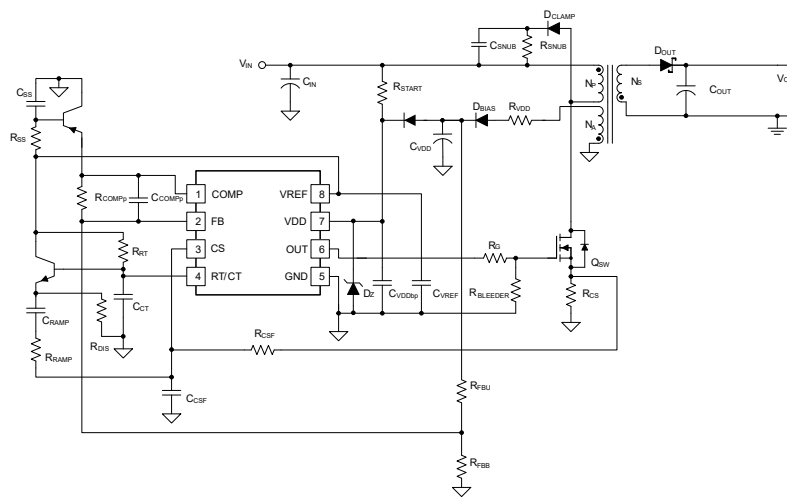 DCLAMP
CSNUB
RSNUB
VIN
CIN
RSTART
NP
NS
DOUT
COUT
VO
CSS
RSS
DBIAS
RVDD
NA
CVDD
RCOMPp
CCOMPp
1 COMP VREF 8
2 FB VDD 7
3 CS OUT 6
4 RT/CT GND 5
RRT
RG
QSW
CCT
DZ
CVDDbp
CVREF
RBLEEDER
RCS
CRAMP
RDIS
RRAMP
RCSF
CCSF
RFBU
RFBB